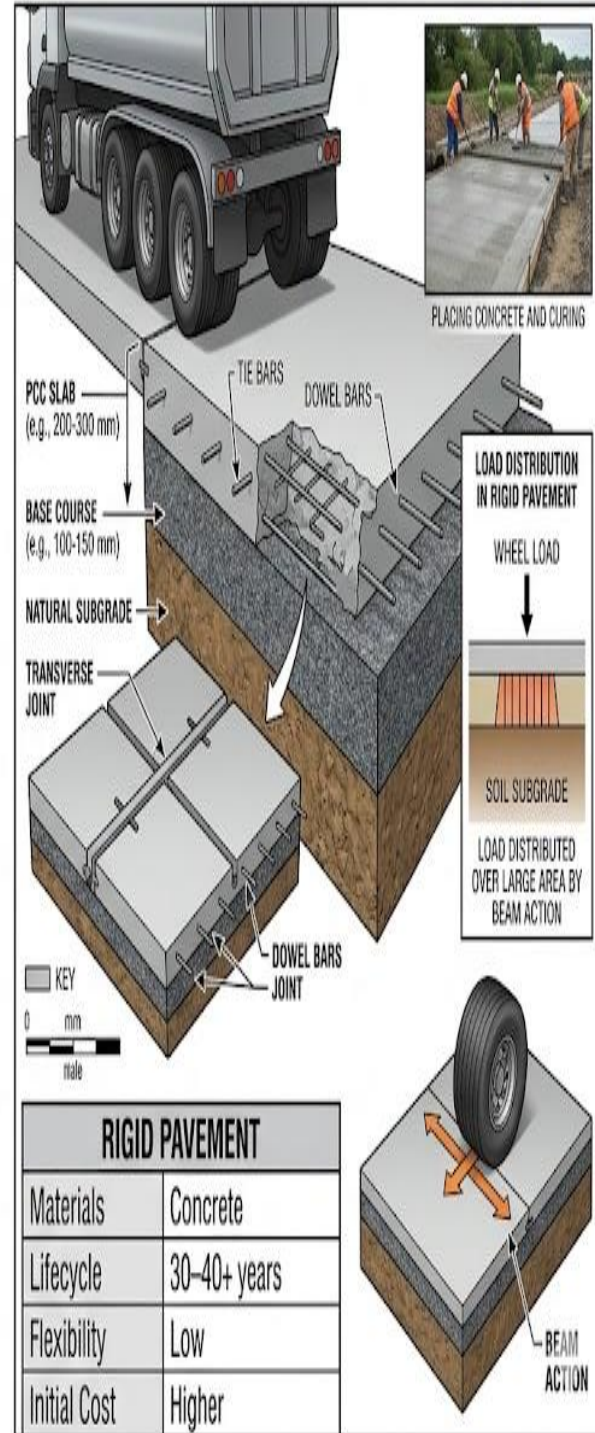 PLACING CONCRETE AND CURING
TIE BARS
DOWEL BARS
PCC SLAB
(e.g., 200-300 mm)
BASE COURSE
(e.g., 100-150 mm)
NATURAL SUBGRADE
TRANSVERSE
JOINT
LOAD DISTRIBUTION
IN RIGID PAVEMENT
WHEEL LOAD
SOIL SUBGRADE
LOAD DISTRIBUTED
OVER LARGE AREA BY
BEAM ACTION
DOWEL BARS
JOINT
KEY
0 mm
male
RIGID PAVEMENT
Materials Concrete
Lifecycle 30–40+ years
Flexibility Low
Initial Cost Higher
BEAM
ACTION